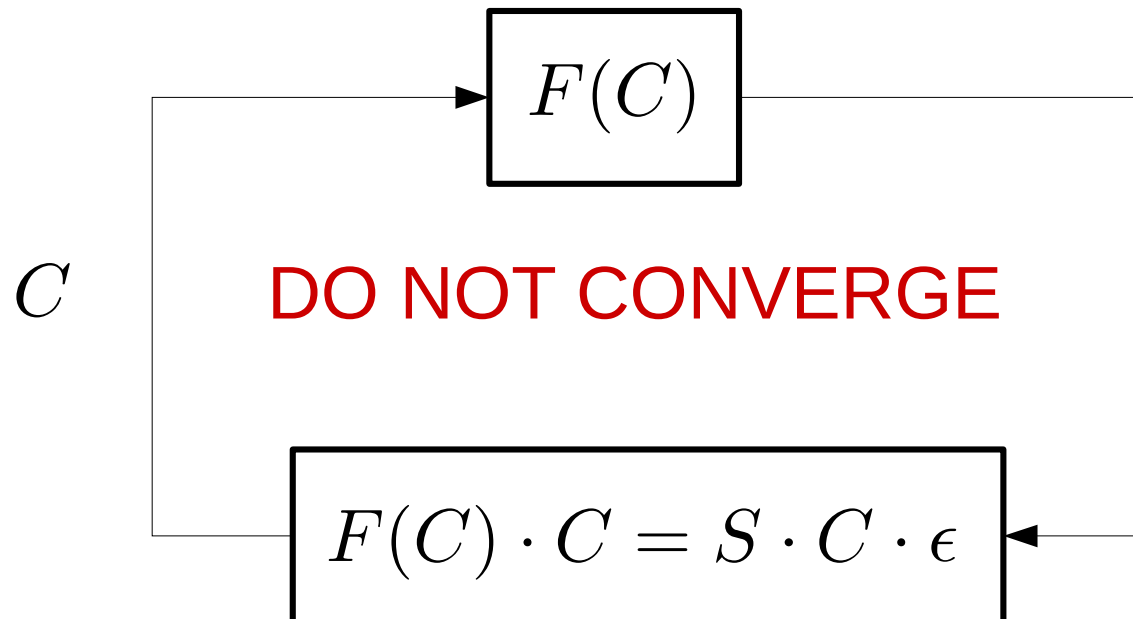 F(C)
C
DO NOT CONVERGE
F(C) · C = S · C · ϵ